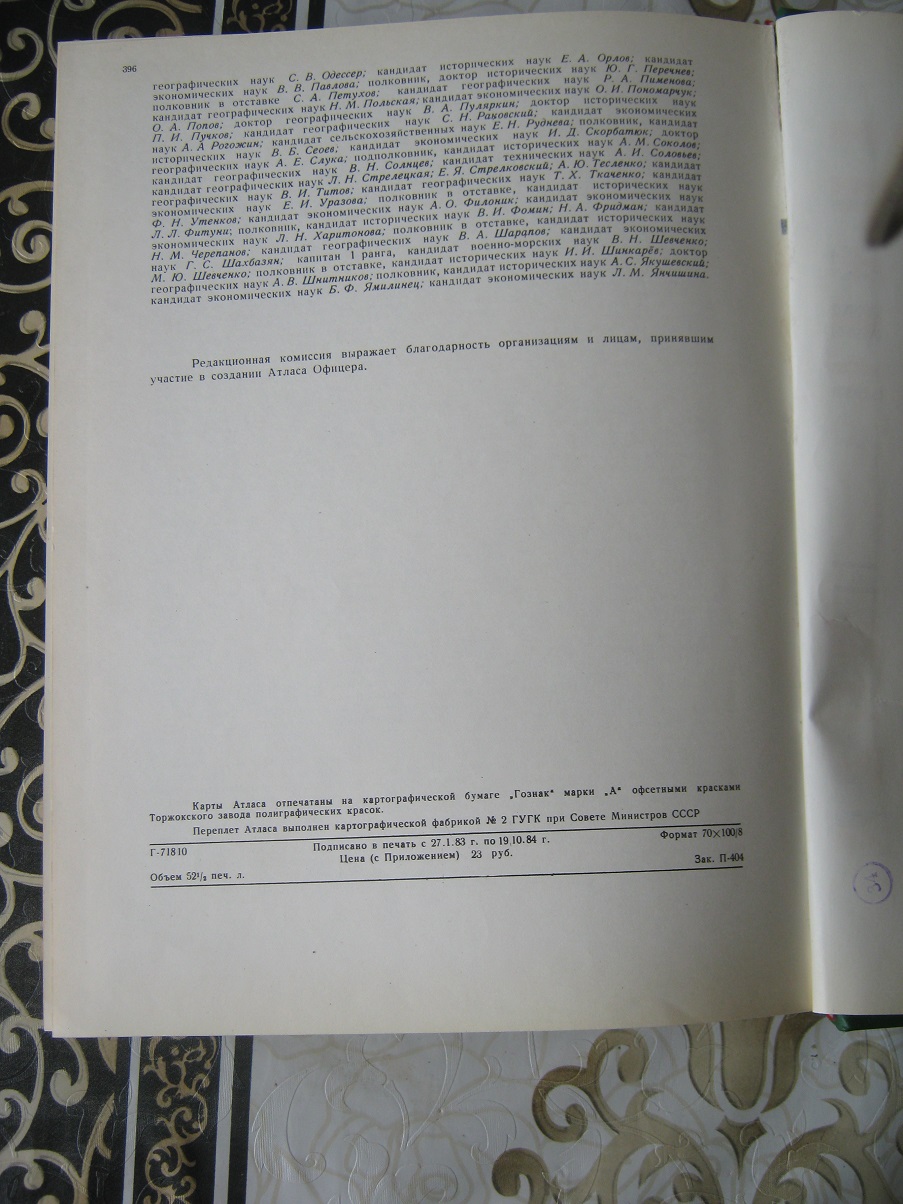 396
географических наук С. В. Одессер; кандидат исторических наук Е. А. Орлов; кандидат
экономических наук В. В. Павлова; полковник, доктор исторических наук Ю. Г. Перечнев;
полковник в отставке С. А. Петухов; кандидат географических наук Р. А. Пименова;
кандидат географических наук Н. М. Польская; кандидат экономических наук О. И. Пономарчук;
О. А. Попов; доктор географических наук В. А. Пуляркин; доктор исторических наук
П. И. Пучков; кандидат географических наук С. Н. Раковский; кандидат экономических
наук А. А Рогожин; кандидат сельскохозяйственных наук Е. Н. Руднева; полковник, кандидат
исторических наук В. Б. Сеоев; кандидат экономических наук И. Д. Скорбатюк; доктор
географических наук А. Е. Слука; подполковник, кандидат исторических наук А. М. Соколов;
кандидат географических наук В. Н. Солнцев; кандидат технических наук А. И. Соловьев;
кандидат географических наук Л. Н. Стрелецкая; Е. Я. Стрелковский; А. Ю. Тесленко; кандидат
географических наук В. И. Титов; кандидат географических наук Т. Х. Ткаченко; кандидат
экономических наук Е. И. Уразова; полковник в отставке, кандидат исторических наук
Ф. Н. Утенков; кандидат экономических наук А. О. Филоник; кандидат экономических наук
Л. Л. Фитуни; полковник, кандидат исторических наук В. И. Фомин; Н. А. Фридман; кандидат
экономических наук Л. Н. Харитонова; полковник в отставке, кандидат исторических наук
Н. М. Черепанов; кандидат географических наук В. А. Шарапов; кандидат экономических
наук Г. С. Шахбазян; капитан 1 ранга, кандидат военно-морских наук В. Н. Шевченко;
М. Ю. Шевченко; полковник в отставке, кандидат исторических наук И. И. Шинкарёв; доктор
географических наук А. В. Шнитников; полковник, кандидат исторических наук А. С. Якушевский;
кандидат экономических наук Б. Ф. Ямилинец; кандидат экономических наук Л. М. Янчишина.
Редакционная комиссия выражает благодарность организациям и лицам, принявшим
участие в создании Атласа Офицера.
Карты Атласа отпечатаны на картографической бумаге „Гознак“ марки „А“ офсетными красками
Торжокского завода полиграфических красок.
Переплет Атласа выполнен картографической фабрикой № 2 ГУГК при Совете Министров СССР
Г-71810 Подписано в печать с 27.1.83 г. по 19.10.84 г. Формат 70×100/8
Цена (с Приложением) 23 руб.
Объем 52½ печ. л. Зак. П-404